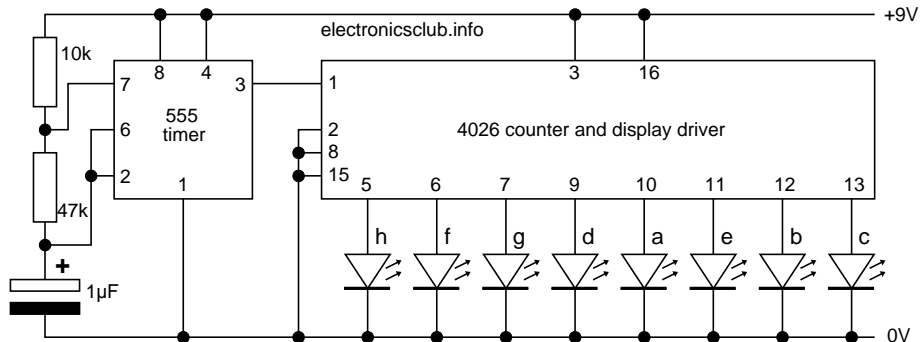 +9V
electronicsclub.info
10k
8 4
3 16
7
3
1
555
timer
6
2
4026 counter and display driver
2
8
15
1
5 6 7 9 10 11 12 13
47k
h f g d a e b c
+
1µF
0V